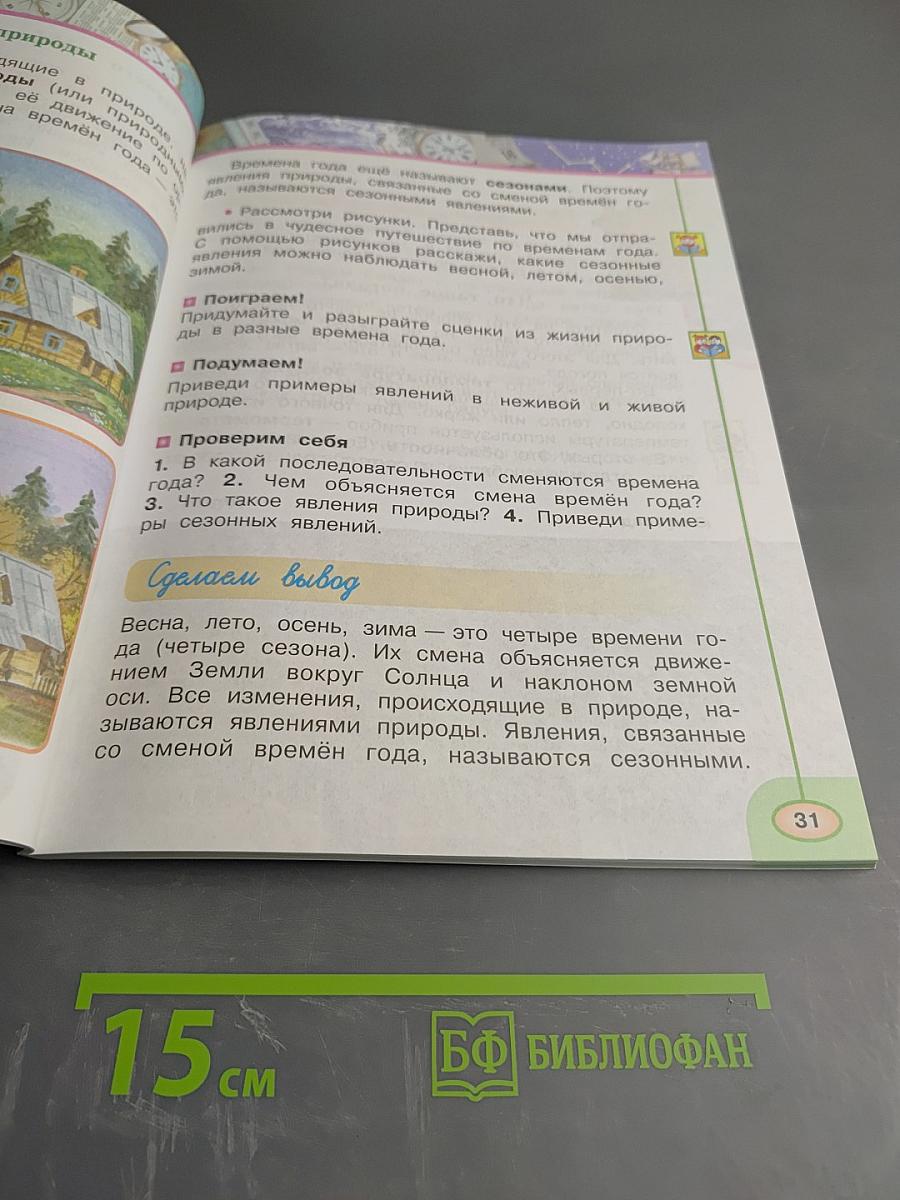 природы
в природе,
(или природные
её движение по
времён года —
Времена года ещё называют сезонами. Поэтому
явления природы, связанные со сменой времён го-
да, называются сезонными явлениями.
• Рассмотри рисунки. Представь, что мы отпра-
вились в чудесное путешествие по временам года.
С помощью рисунков расскажи, какие сезонные
явления можно наблюдать весной, летом, осенью,
зимой.
Поиграем!
Придумайте и разыграйте сценки из жизни приро-
ды в разные времена года.
Подумаем!
Приведи примеры явлений в неживой и живой
природе.
Проверим себя
1. В какой последовательности сменяются времена
года? 2. Чем объясняется смена времён года?
3. Что такое явления природы? 4. Приведи приме-
ры сезонных явлений.
Сделаем вывод
Весна, лето, осень, зима — это четыре времени го-
да (четыре сезона). Их смена объясняется движе-
нием Земли вокруг Солнца и наклоном земной
оси. Все изменения, происходящие в природе, на-
зываются явлениями природы. Явления, связанные
со сменой времён года, называются сезонными.
31
15 см
БФ БИБЛИОФАН